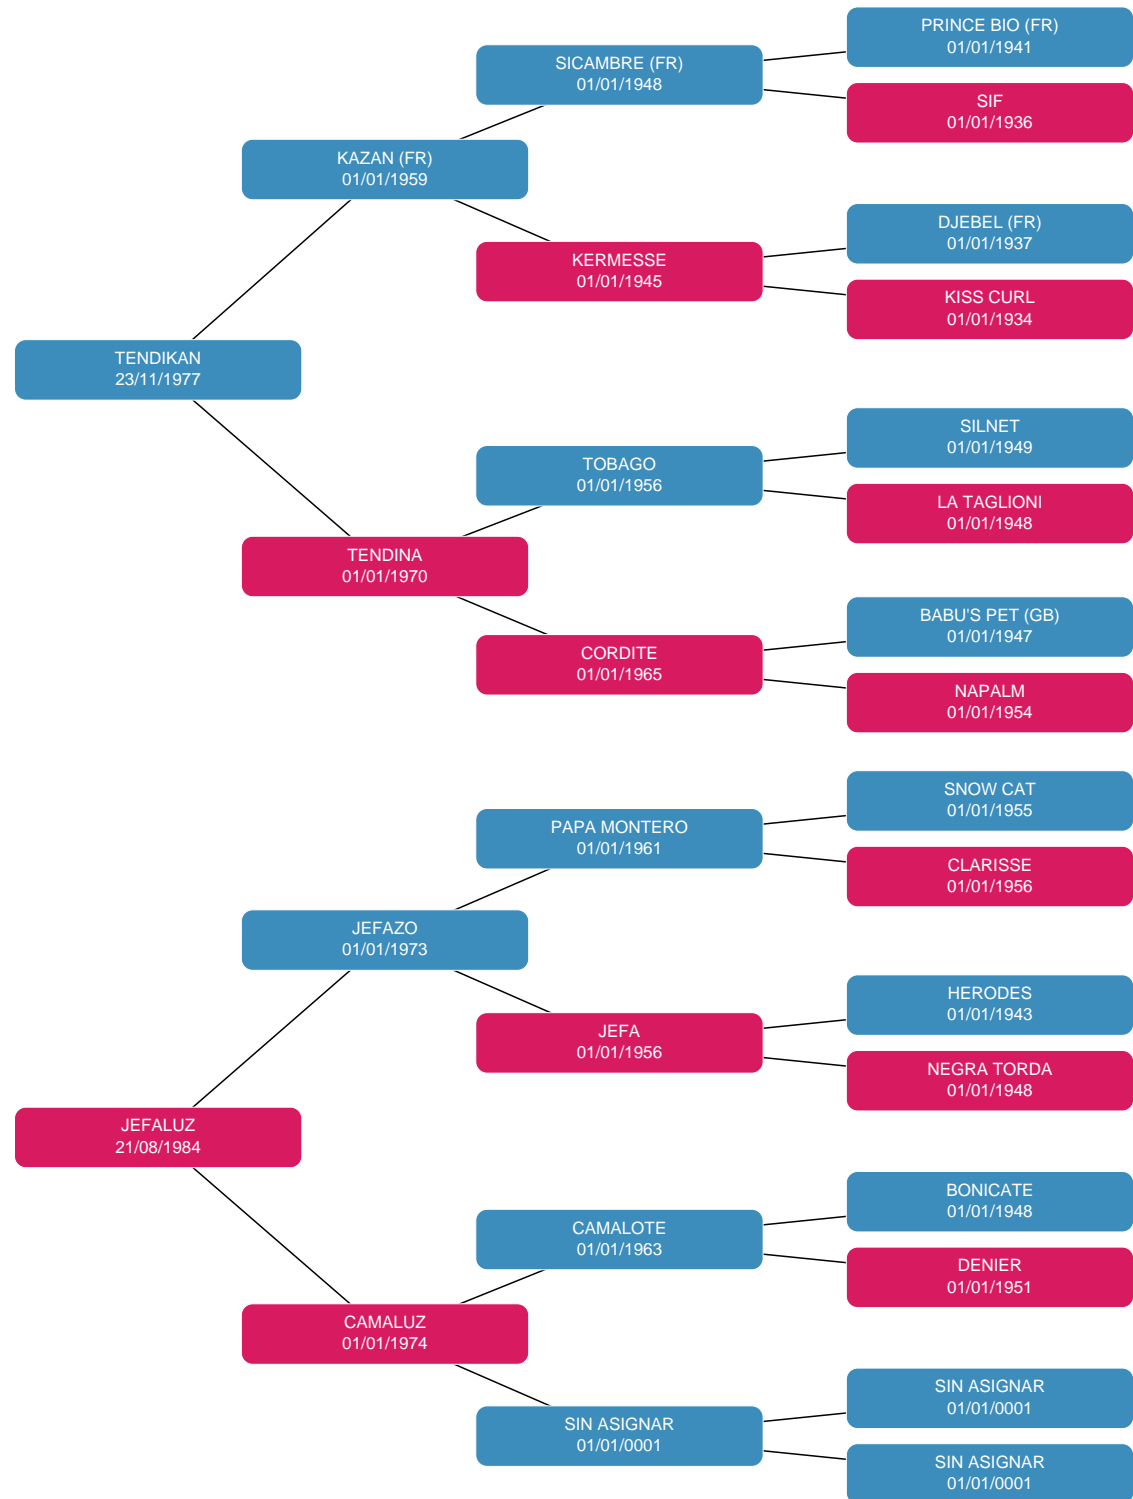 PRINCE BIO (FR)
01/01/1941
SICAMBRE (FR)
01/01/1948
SIF
01/01/1936
KAZAN (FR)
01/01/1959
DJEBEL (FR)
01/01/1937
KERMESSE
01/01/1945
KISS CURL
01/01/1934
TENDIKAN
23/11/1977
SILNET
01/01/1949
TOBAGO
01/01/1956
LA TAGLIONI
01/01/1948
TENDINA
01/01/1970
BABU'S PET (GB)
01/01/1947
CORDITE
01/01/1965
NAPALM
01/01/1954
SNOW CAT
01/01/1955
PAPA MONTERO
01/01/1961
CLARISSE
01/01/1956
JEFAZO
01/01/1973
HERODES
01/01/1943
JEFA
01/01/1956
NEGRA TORDA
01/01/1948
JEFALUZ
21/08/1984
BONICATE
01/01/1948
CAMALOTE
01/01/1963
DENIER
01/01/1951
CAMALUZ
01/01/1974
SIN ASIGNAR
01/01/0001
SIN ASIGNAR
01/01/0001
SIN ASIGNAR
01/01/0001